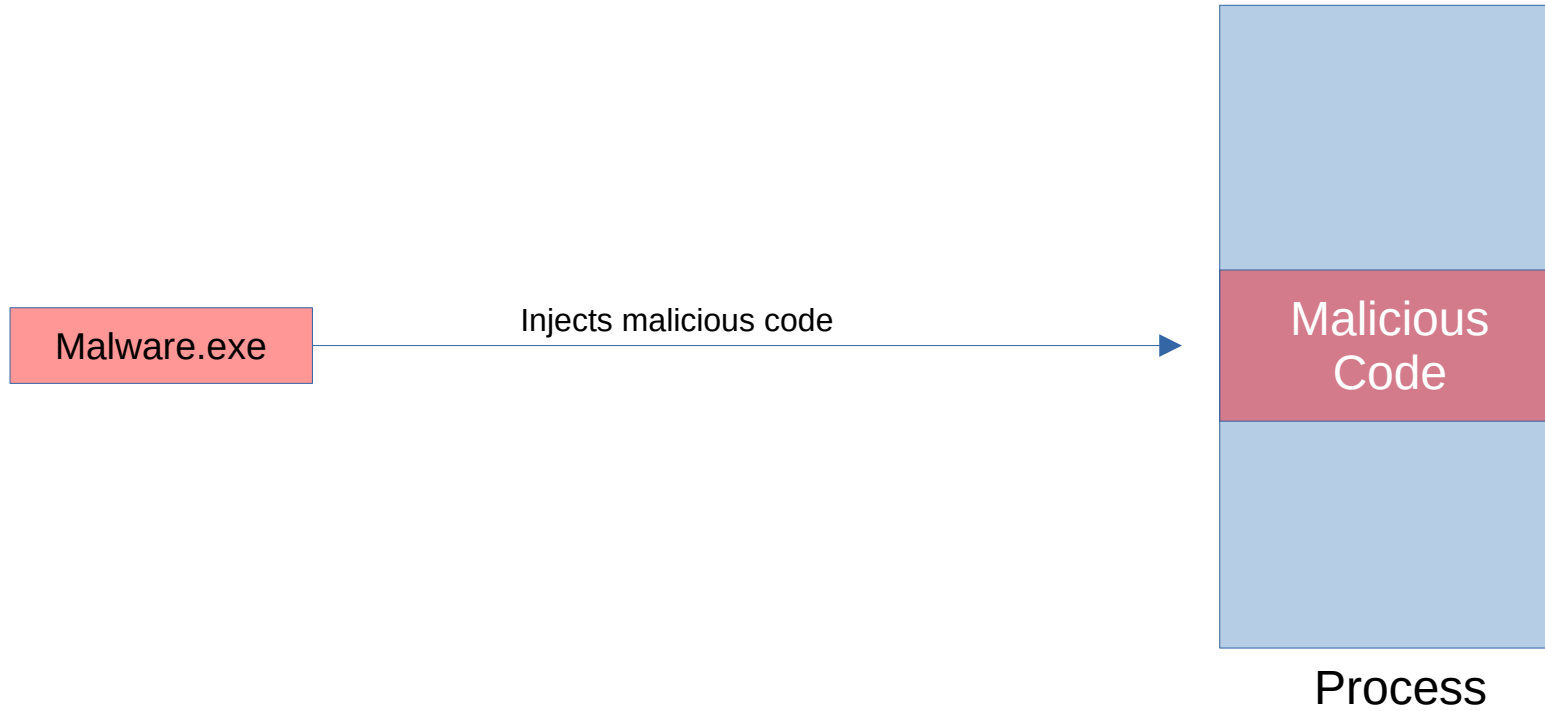 Malware.exe
Injects malicious code
Malicious
Code
Process